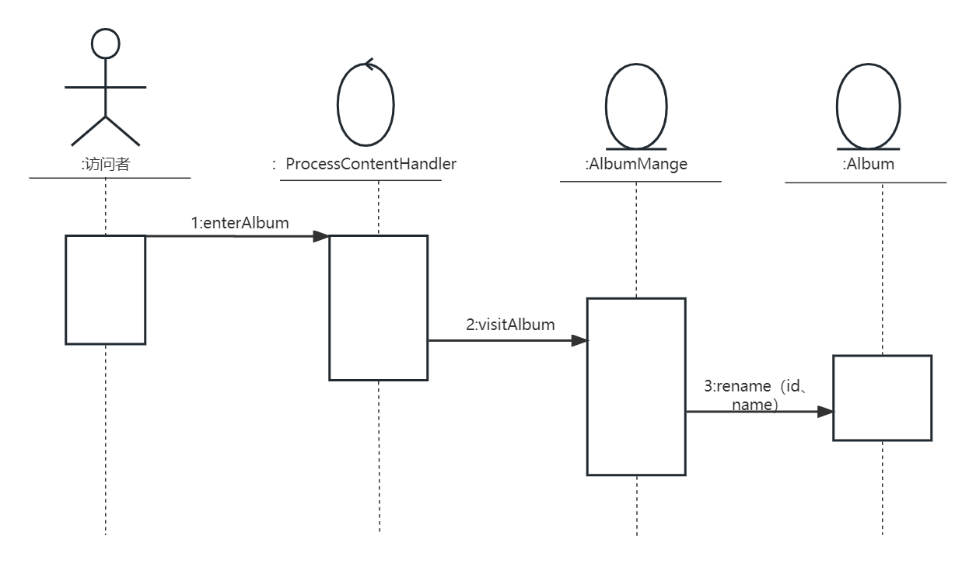 :访问者
: ProcessContentHandler
:AlbumMange
:Album
1:enterAlbum
2:visitAlbum
3:rename（id、
name）